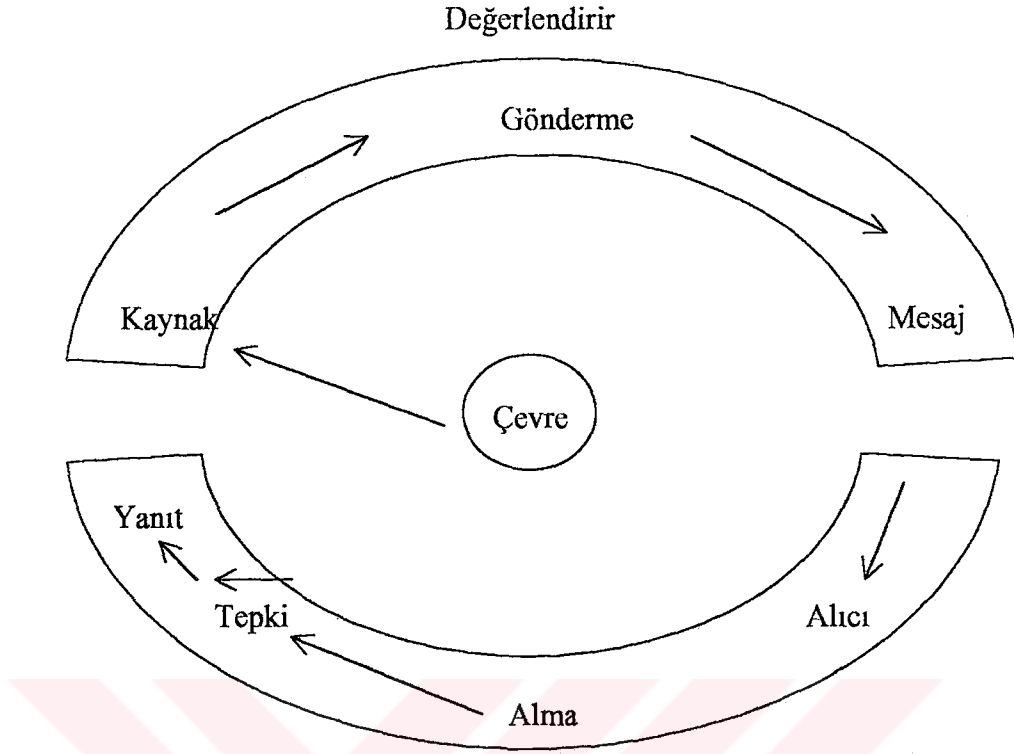 Değerlendirir
Gönderme
Kaynak
Mesaj
Çevre
Yanıt
Tepki
Alıcı
Alma